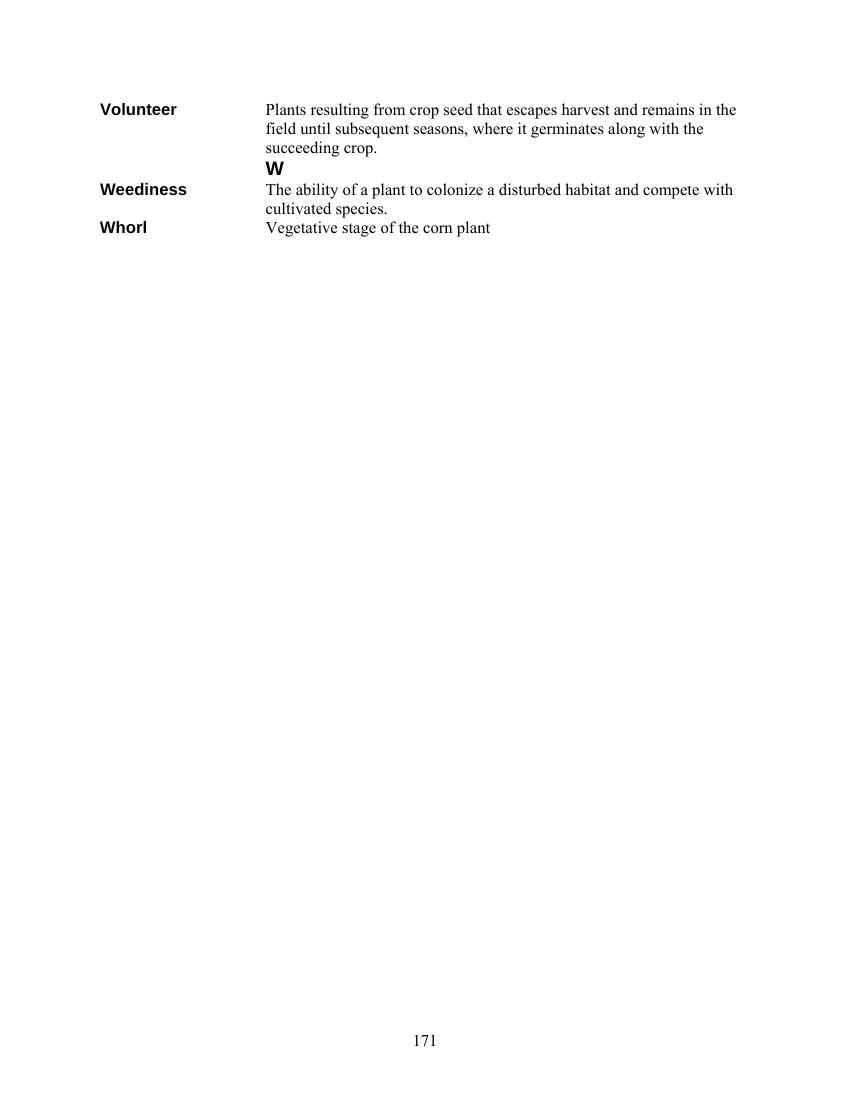 Volunteer Plants resulting from crop seed that escapes harvest and remains in the
field until subsequent seasons, where it germinates along with the
succeeding crop.
W
Weediness The ability of a plant to colonize a disturbed habitat and compete with
cultivated species.
Whorl Vegetative stage of the corn plant
171